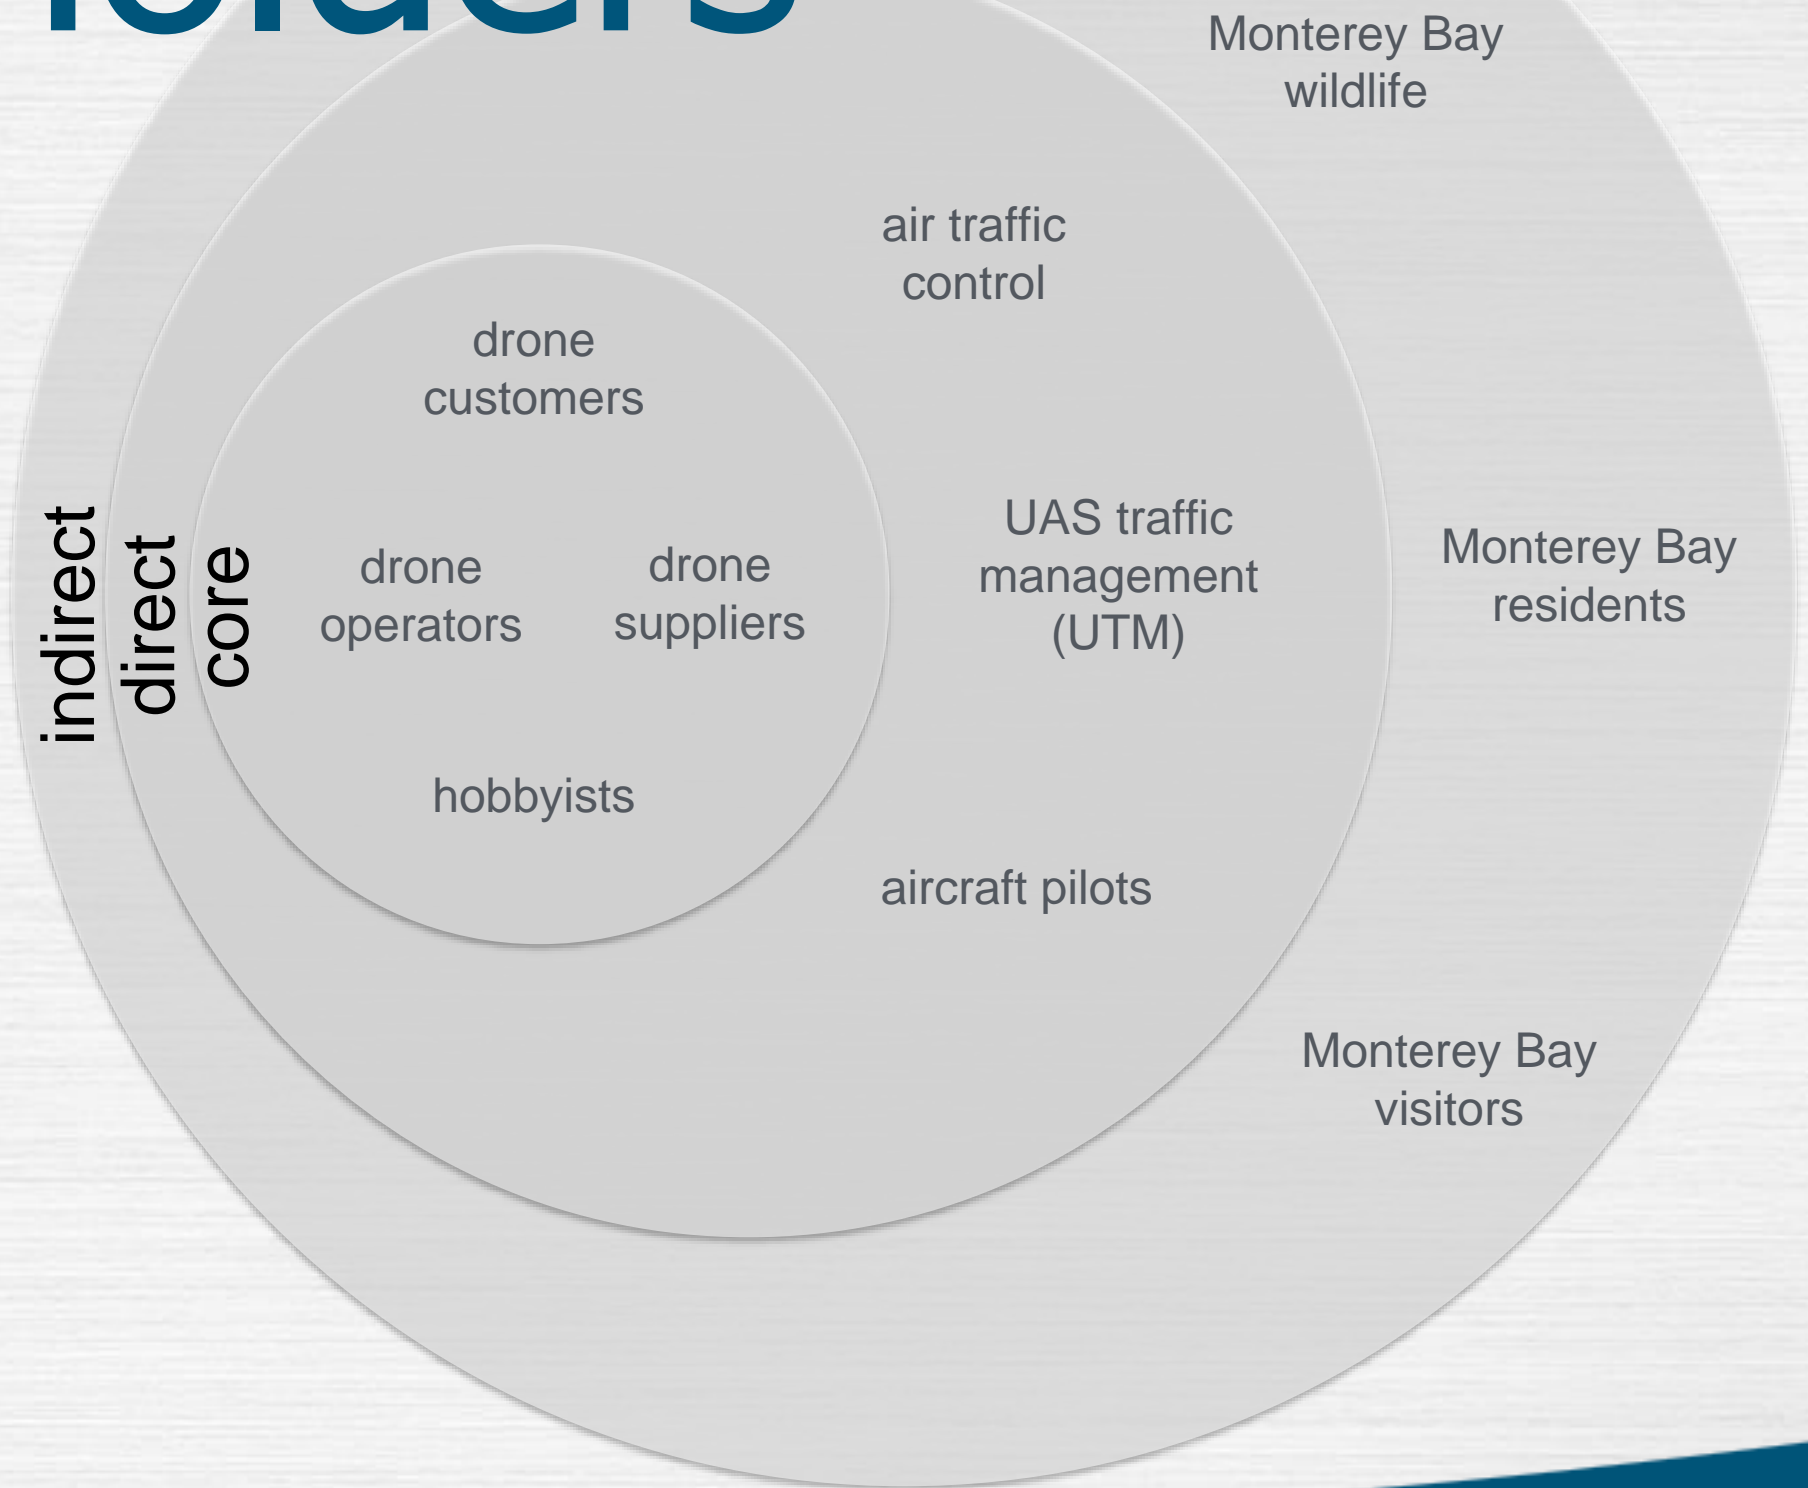 Monterey Bay
wildlife
air traffic
control
drone
customers
UAS traffic
management
(UTM)
Monterey Bay
residents
indirect
direct
core
drone
operators
drone
suppliers
hobbyists
aircraft pilots
Monterey Bay
visitors